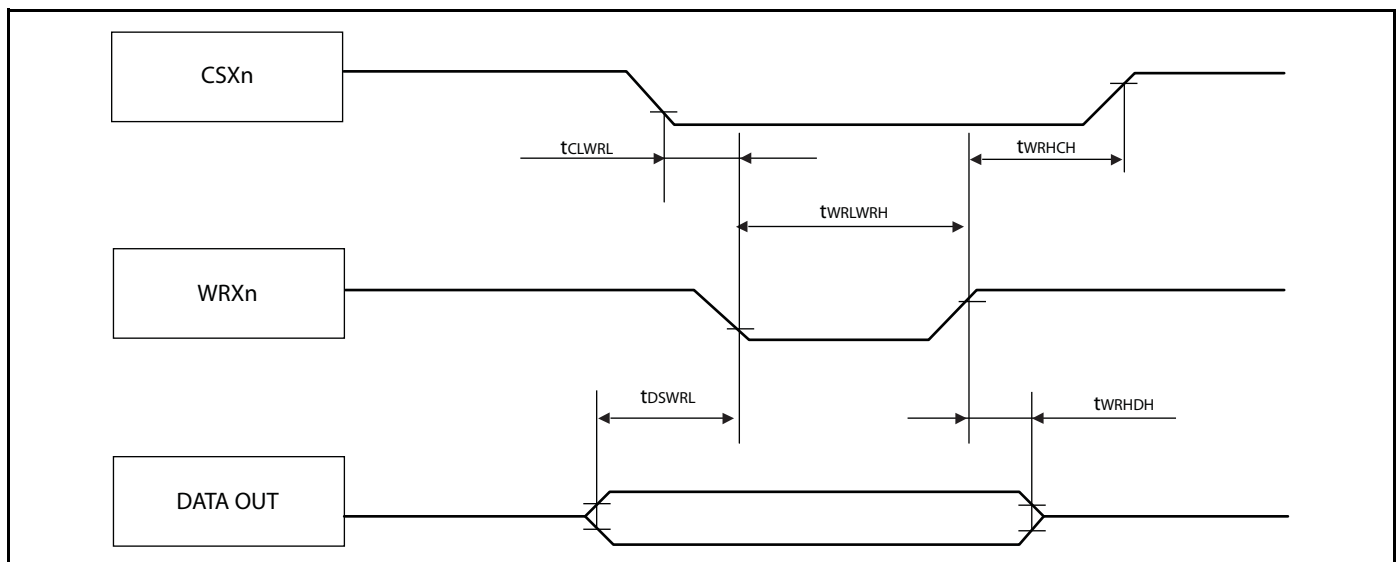 CSXn
tCLWRL
tWRHCH
tWRLWRH
WRXn
tDSWRL
tWRHDH
DATA OUT